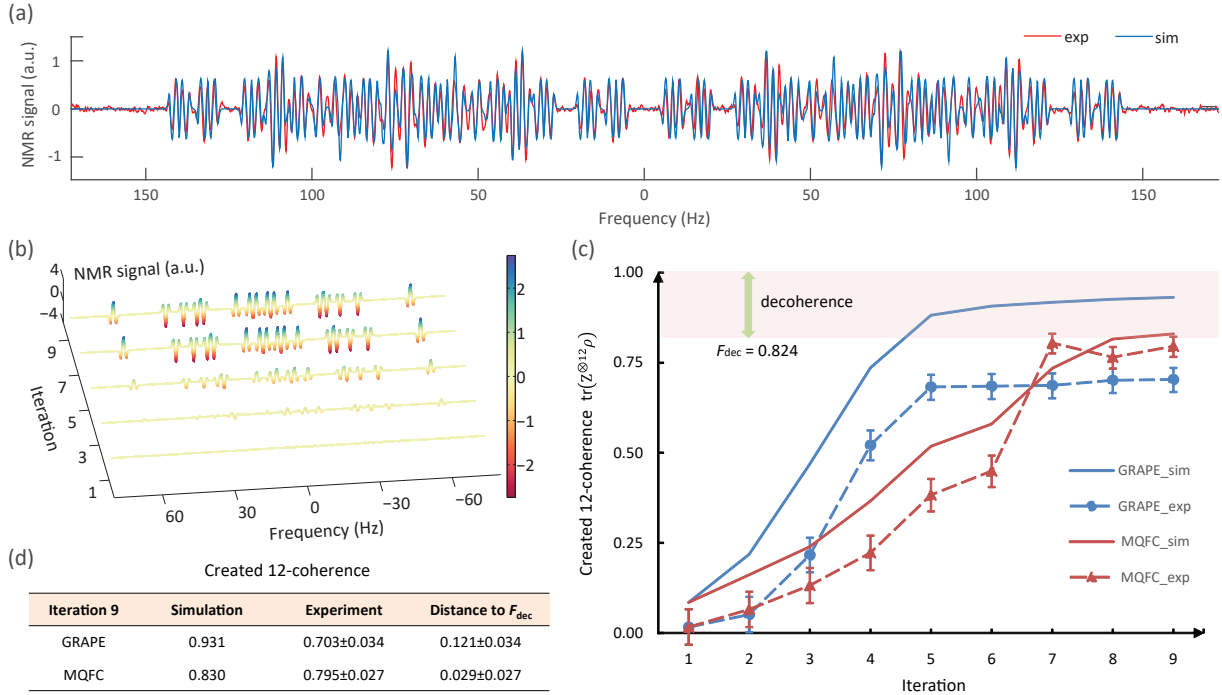 (a)
NMR signal (a.u.)
1
0
-1
exp
sim
150
100
50
0
50
100
150
Frequency (Hz)
(b)
NMR signal (a.u.)
4
0
−4
9
7
5
3
1
Iteration
60
30
0
−30
−60
Frequency (Hz)
2
1
0
−1
−2
(c)
Created 12-coherence tr(Z⊗12ρ)
1.00
0.75
0.50
0.25
0.00
decoherence
Fdec = 0.824
GRAPE_sim
GRAPE_exp
MQFC_sim
MQFC_exp
1 2 3 4 5 6 7 8 9
Iteration
(d)
Created 12-coherence
Iteration 9 Simulation Experiment Distance to Fdec
GRAPE 0.931 0.703±0.034 0.121±0.034
MQFC 0.830 0.795±0.027 0.029±0.027